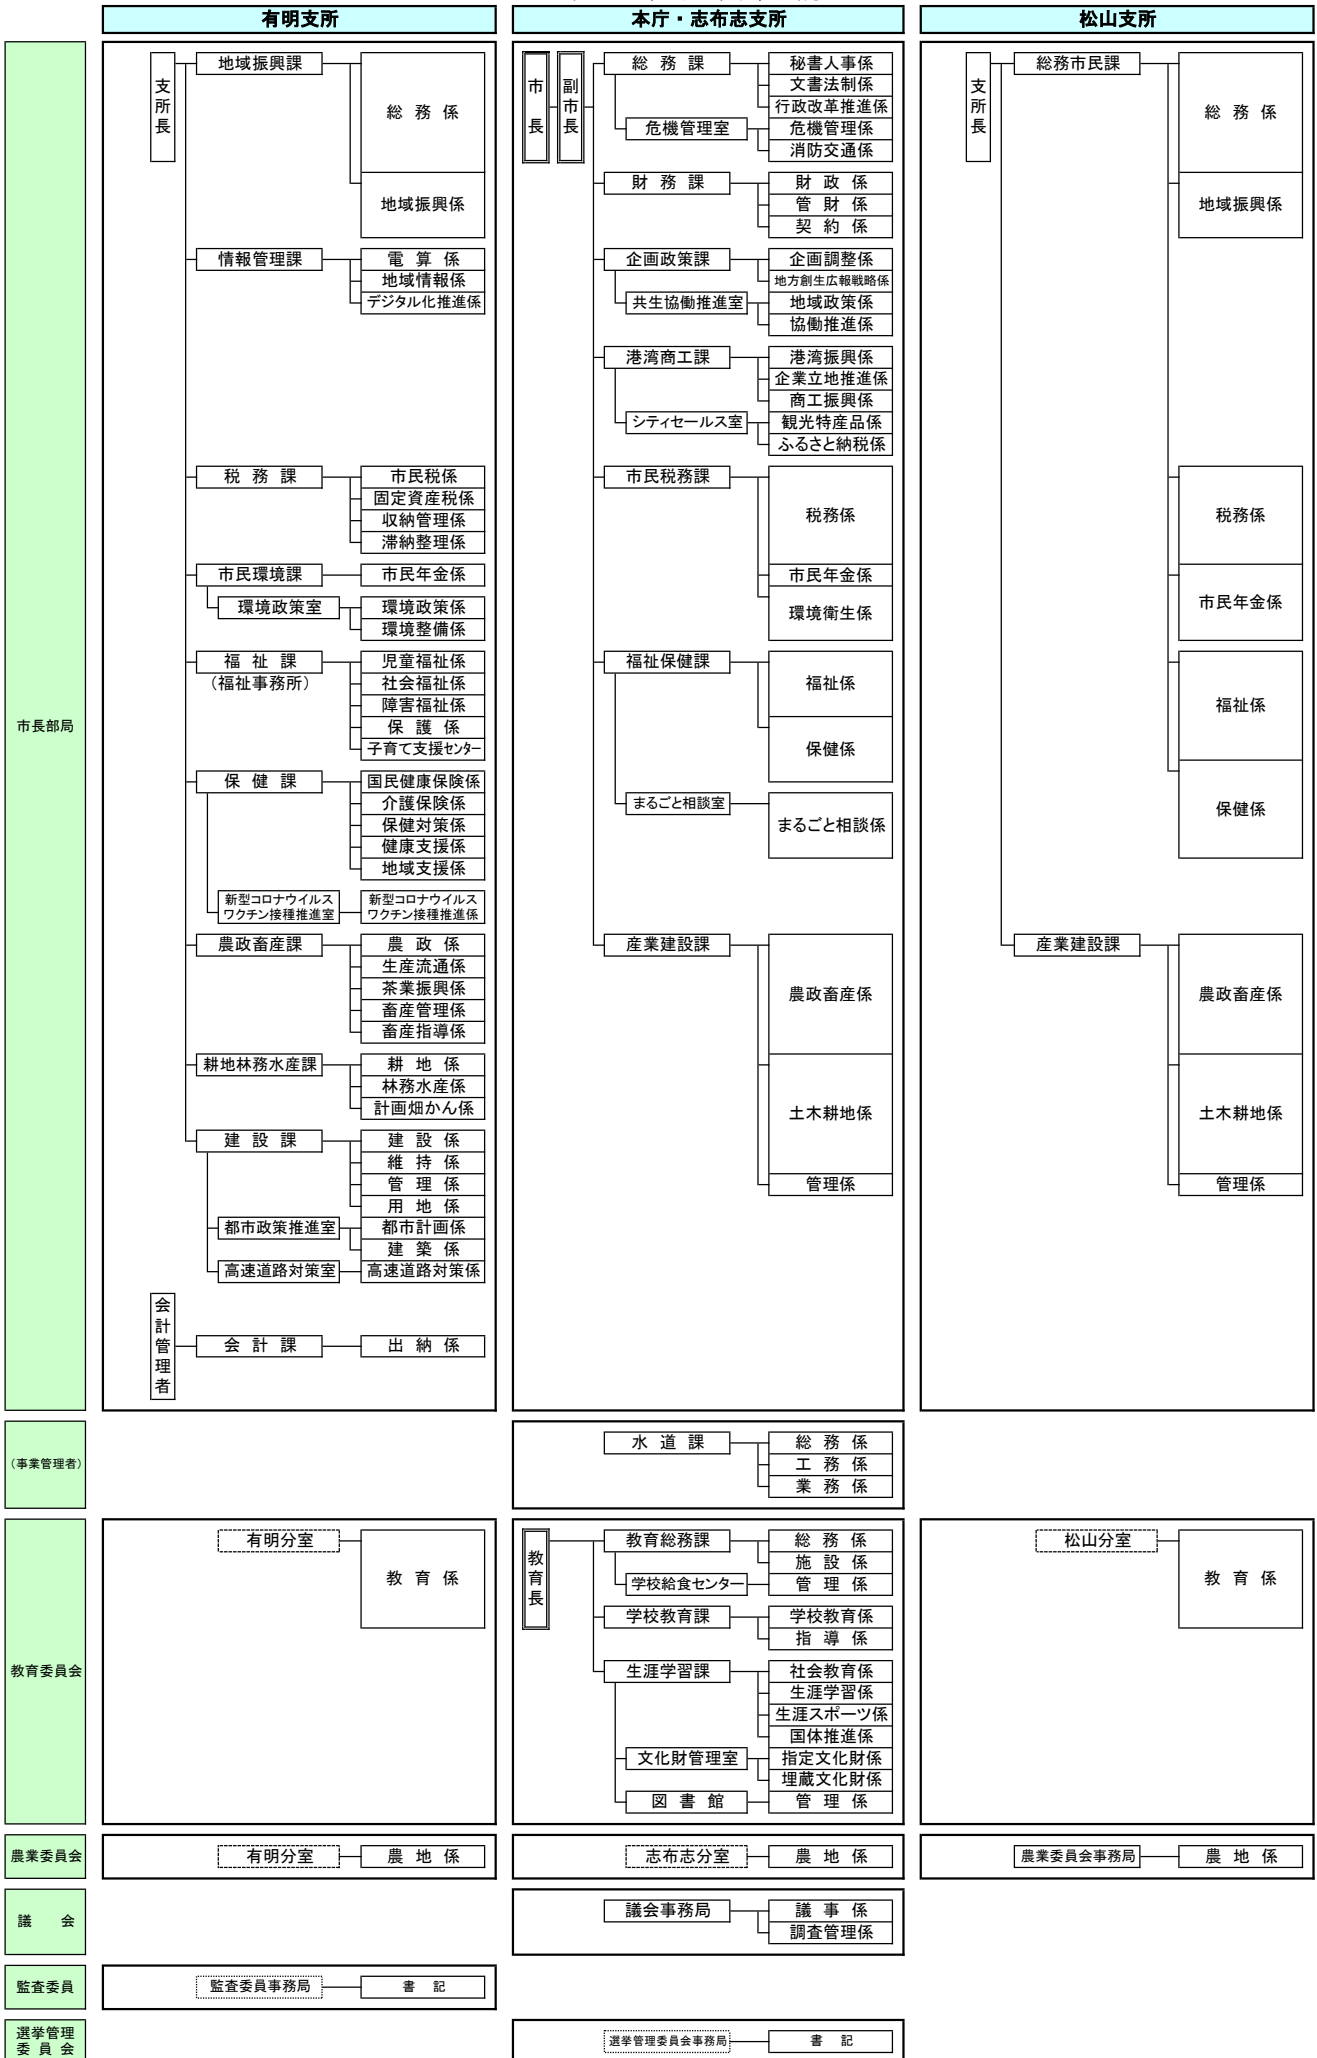 有明支所
本庁・志布志支所
松山支所
市長部局
支所長
地域振興課
総 務 係
地域振興係
情報管理課
電 算 係
地域情報係
デジタル化推進係
税 務 課
市民税係
固定資産税係
収納管理係
滞納整理係
市民環境課
市民年金係
環境政策室
環境政策係
環境整備係
福 祉 課
（福祉事務所）
児童福祉係
社会福祉係
障害福祉係
保 護 係
子育て支援センター
保 健 課
国民健康保険係
介護保険係
保健対策係
健康支援係
地域支援係
新型コロナウイルス
ワクチン接種推進室
新型コロナウイルス
ワクチン接種推進係
農政畜産課
農 政 係
生産流通係
茶業振興係
畜産管理係
畜産指導係
耕地林務水産課
耕 地 係
林務水産係
計画畑かん係
建 設 課
建 設 係
維 持 係
管 理 係
用 地 係
都市政策推進室
都市計画係
建 築 係
高速道路対策室
高速道路対策係
会計管理者
会 計 課
出 納 係
市長
副市長
総 務 課
秘書人事係
文書法制係
行政改革推進係
危機管理室
危機管理係
消防交通係
財 務 課
財 政 係
管 財 係
契 約 係
企画政策課
企画調整係
地方創生広報戦略係
共生協働推進室
地域政策係
協働推進係
港湾商工課
港湾振興係
企業立地推進係
商工振興係
シティセールス室
観光特産品係
ふるさと納税係
市民税務課
税務係
市民年金係
環境衛生係
福祉保健課
福祉係
保健係
まるごと相談室
まるごと相談係
産業建設課
農政畜産係
土木耕地係
管理係
支所長
総務市民課
総 務 係
地域振興係
税務係
市民年金係
福祉係
保健係
産業建設課
農政畜産係
土木耕地係
管理係
（事業管理者）
水 道 課
総 務 係
工 務 係
業 務 係
教育委員会
有明分室
教 育 係
教育長
教育総務課
総 務 係
施 設 係
学校給食センター
管 理 係
学校教育課
学校教育係
指 導 係
生涯学習課
社会教育係
生涯学習係
生涯スポーツ係
国体推進係
文化財管理室
指定文化財係
埋蔵文化財係
図 書 館
管 理 係
松山分室
教 育 係
農業委員会
有明分室
農 地 係
志布志分室
農 地 係
農業委員会事務局
農 地 係
議 会
議会事務局
議 事 係
調査管理係
監査委員
監査委員事務局
書 記
選挙管理
委 員 会
選挙管理委員会事務局
書 記